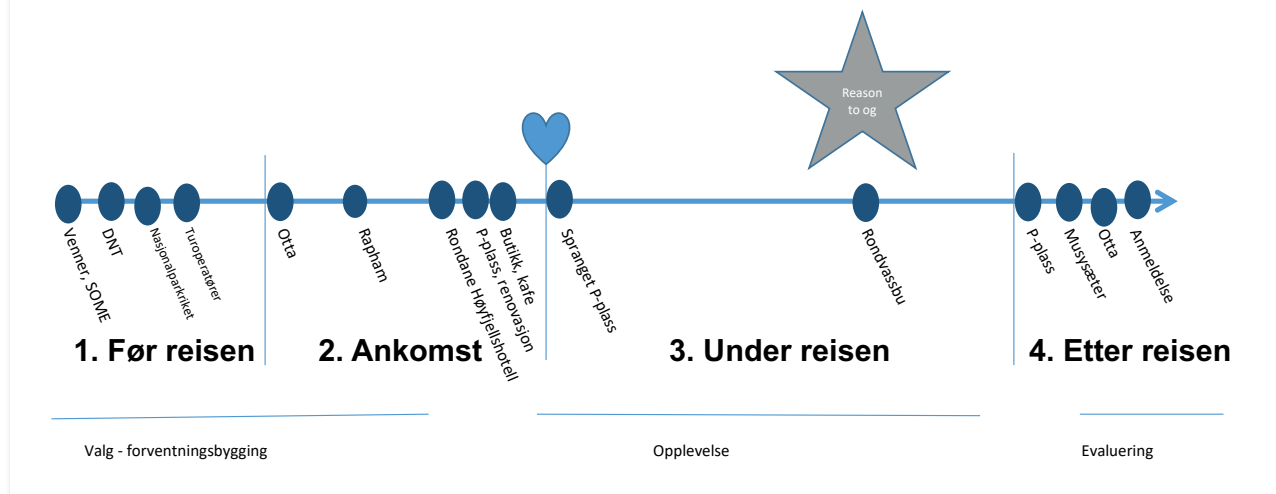 Reason
to og
Venner, SOME
DNT
Nasjonalparkriket
Turoperatører
Otta
Rapham
Rondane Høyfjellshotell
P-plass, renovasjon
Butikk, kafe
Spranget P-plass
Rondvassbu
P-plass
Musysæter
Otta
Anmeldelse
1. Før reisen
2. Ankomst
3. Under reisen
4. Etter reisen
Valg - forventningsbygging
Opplevelse
Evaluering